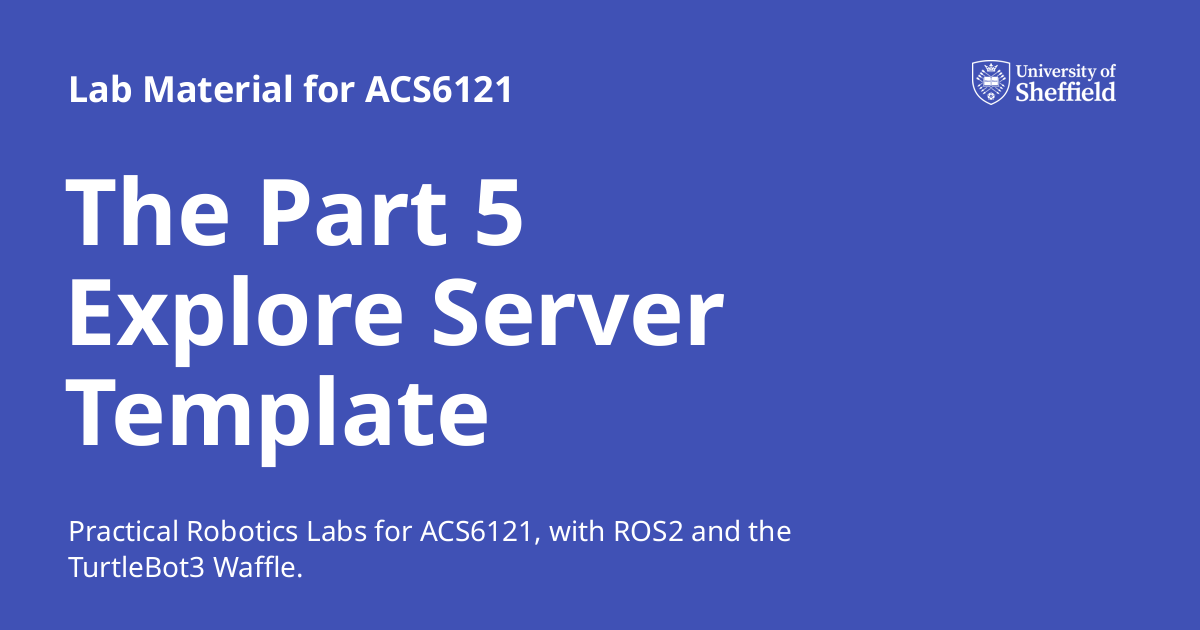 Lab Material for ACS6121
University of
Sheffield
The Part 5
Explore Server
Template
Practical Robotics Labs for ACS6121, with ROS2 and the
TurtleBot3 Waffle.